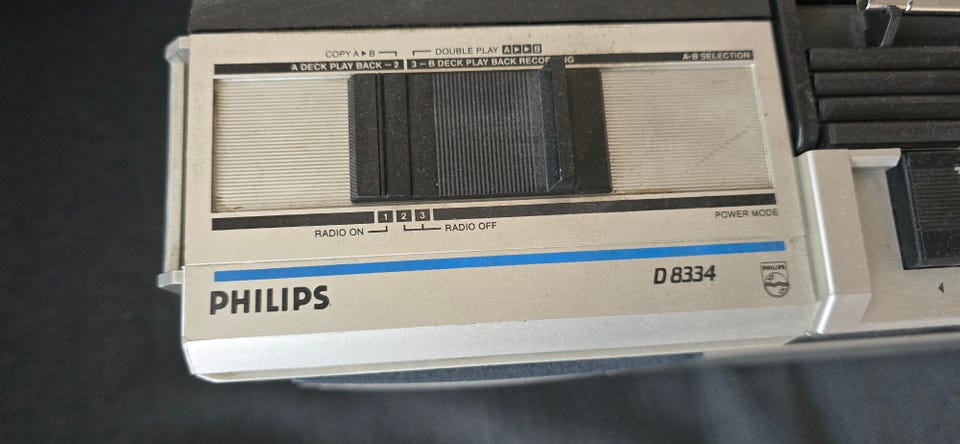 COPY A ▶ B
DOUBLE PLAY A ▶ ▶ B
A DECK PLAY BACK – 2
3 – B DECK PLAY BACK RECORDING
A-B SELECTION
1 2 3
POWER MODE
RADIO ON
RADIO OFF
PHILIPS
D 8334
PHILIPS